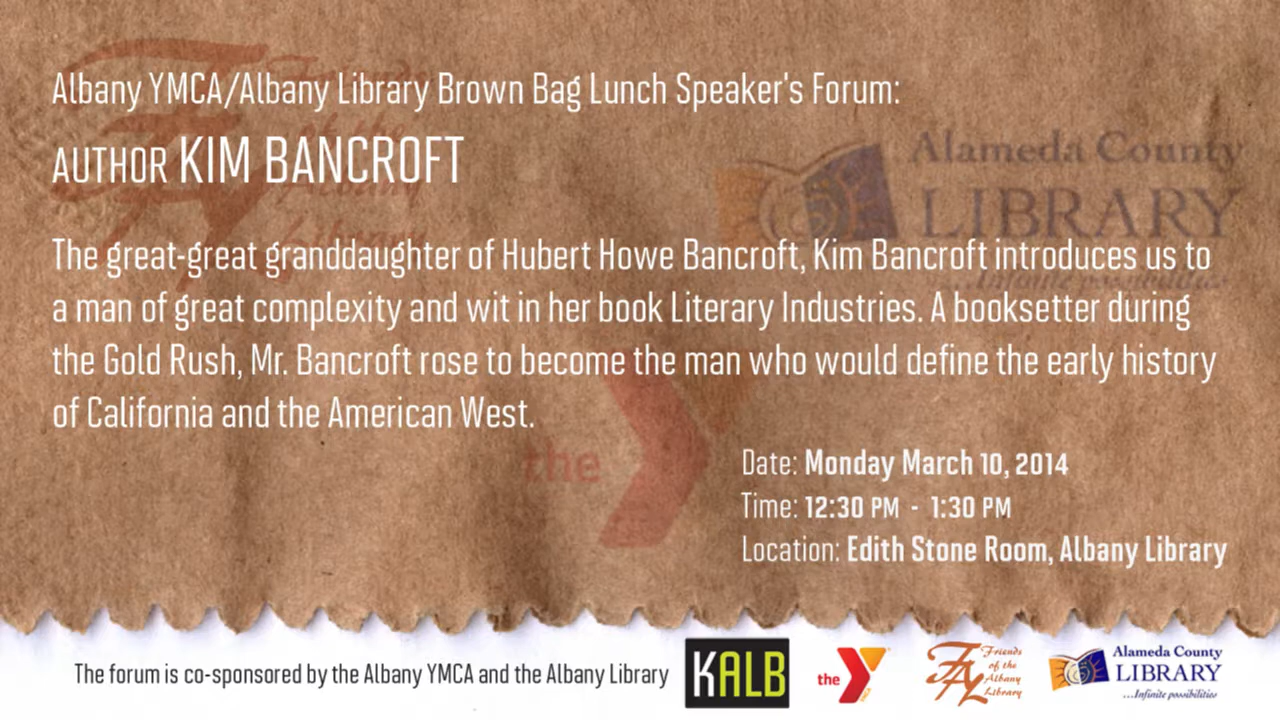 Albany YMCA/Albany Library Brown Bag Lunch Speaker's Forum:
AUTHOR KIM BANCROFT
Alameda County
LIBRARY
The great-great granddaughter of Hubert Howe Bancroft, Kim Bancroft introduces us to
a man of great complexity and wit in her book Literary Industries. A booksetter during
the Gold Rush, Mr. Bancroft rose to become the man who would define the early history
of California and the American West.
the
Date: Monday March 10, 2014
Time: 12:30 PM - 1:30 PM
Location: Edith Stone Room, Albany Library
The forum is co-sponsored by the Albany YMCA and the Albany Library
KALB
the Y
FAL Friends
of the
Albany
Library
Alameda County
LIBRARY
...Infinite possibilities